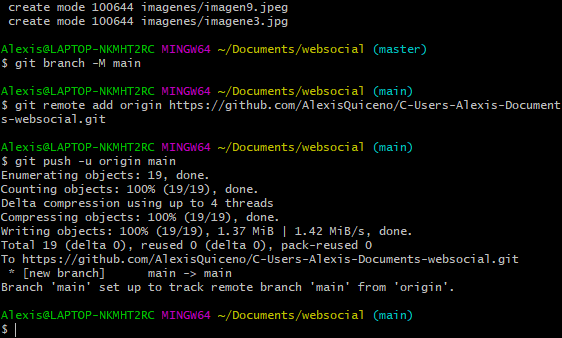 create mode 100644 imagenes/imagen9.jpeg
create mode 100644 imagenes/imagene3.jpg
Alexis@LAPTOP-NKMHT2RC MINGW64 ~/Documents/websocial (master)
$ git branch -M main
Alexis@LAPTOP-NKMHT2RC MINGW64 ~/Documents/websocial (main)
$ git remote add origin https://github.com/AlexisQuiceno/C-Users-Alexis-Document
s-websocial.git
Alexis@LAPTOP-NKMHT2RC MINGW64 ~/Documents/websocial (main)
$ git push -u origin main
Enumerating objects: 19, done.
Counting objects: 100% (19/19), done.
Delta compression using up to 4 threads
Compressing objects: 100% (19/19), done.
Writing objects: 100% (19/19), 1.37 MiB | 1.42 MiB/s, done.
Total 19 (delta 0), reused 0 (delta 0), pack-reused 0
To https://github.com/AlexisQuiceno/C-Users-Alexis-Documents-websocial.git
* [new branch]      main -> main
Branch 'main' set up to track remote branch 'main' from 'origin'.
Alexis@LAPTOP-NKMHT2RC MINGW64 ~/Documents/websocial (main)
$